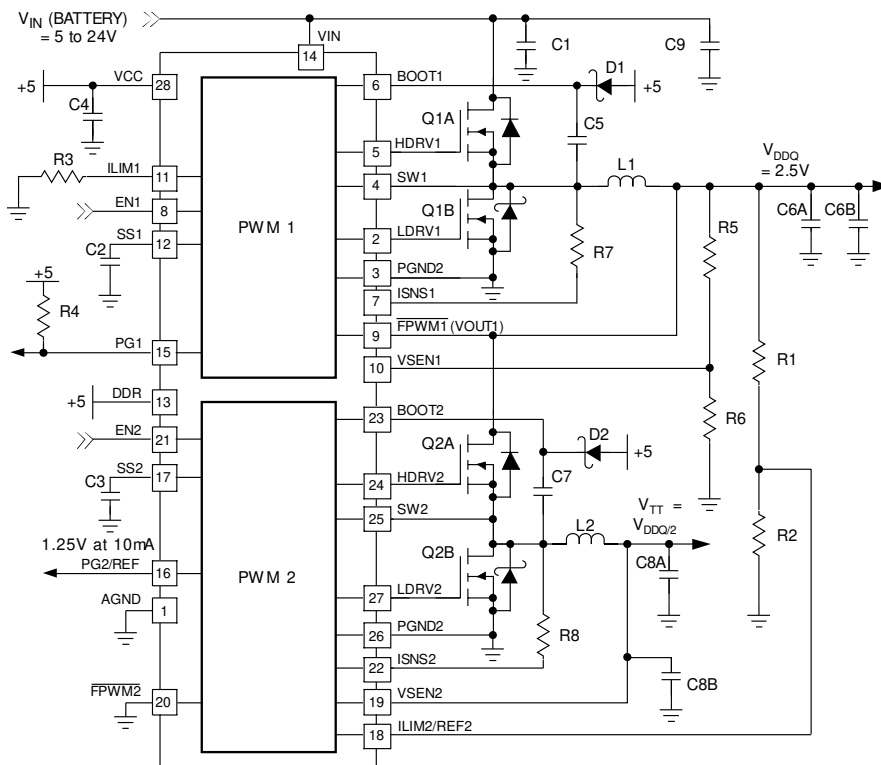 VIN (BATTERY)
= 5 to 24V
VIN
14
C1
C9
VCC
28
+5
C4
BOOT1
6
D1
+5
Q1A
C5
HDRV1
5
R3
ILIM1
11
SW1
4
L1
VDDQ
= 2.5V
EN1
8
PWM 1
Q1B
C6A
C6B
SS1
12
C2
LDRV1
2
R5
R7
PGND2
3
+5
ISNS1
7
R4
FPWM1 (VOUT1)
9
PG1
15
VSEN1
10
R1
DDR
+5
13
BOOT2
23
R6
EN2
21
Q2A
D2
+5
SS2
17
C3
HDRV2
24
C7
SW2
25
VTT =
VDDQ/2
L2
R2
1.25V at 10mA
PG2/REF
16
PWM 2
Q2B
C8A
AGND
1
LDRV2
27
PGND2
26
R8
ISNS2
22
C8B
FPWM2
20
VSEN2
19
ILIM2/REF2
18